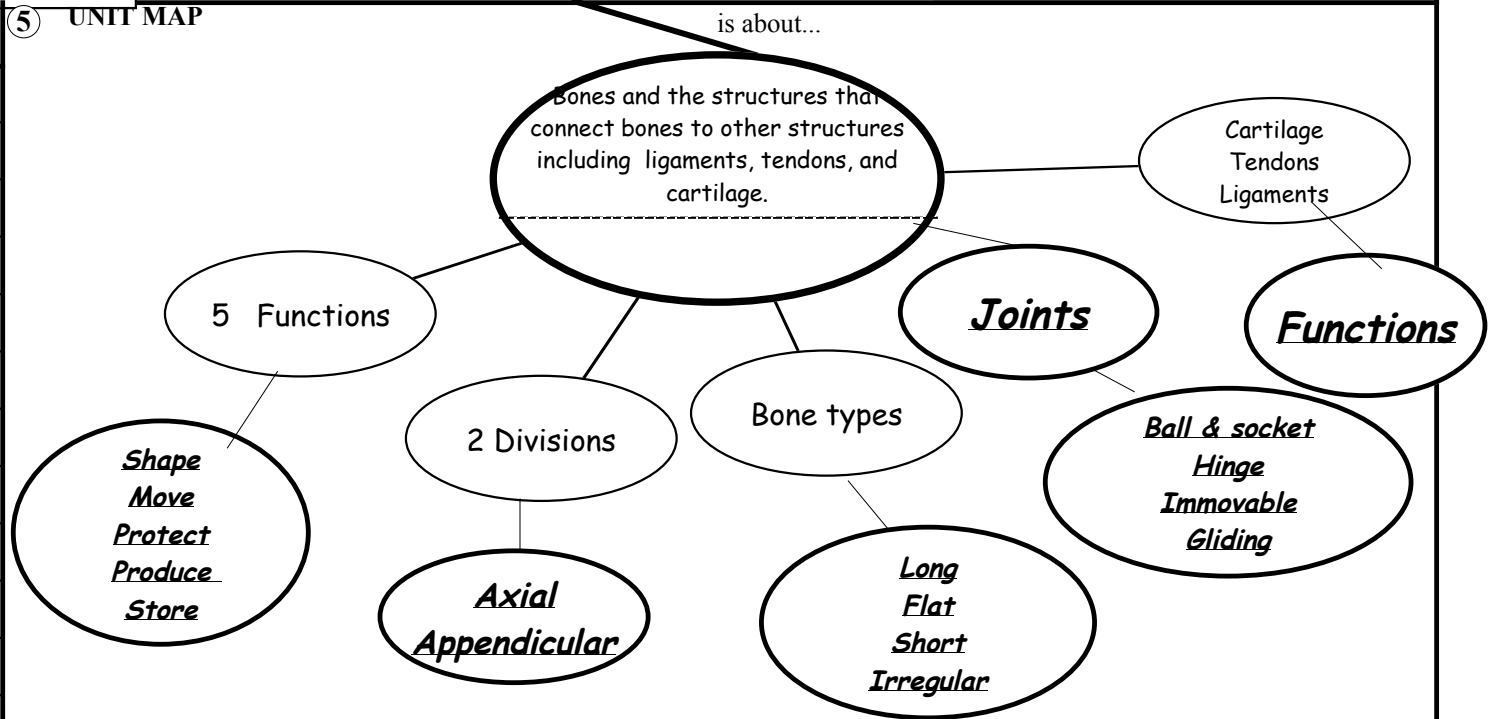 5 UNIT MAP
is about...
Bones and the structures that
connect bones to other structures
including ligaments, tendons, and
cartilage.
Cartilage
Tendons
Ligaments
5 Functions
Joints
Functions
2 Divisions
Bone types
Shape
Move
Protect
Produce
Store
Axial
Appendicular
Long
Flat
Short
Irregular
Ball & socket
Hinge
Immovable
Gliding